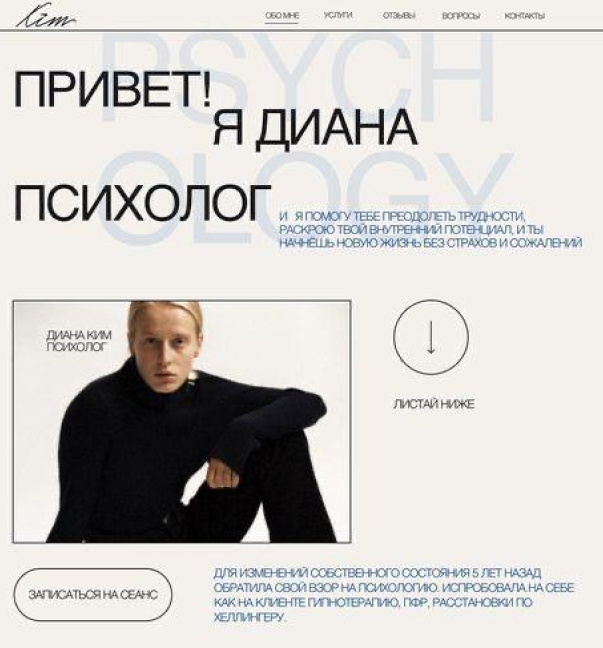 Kim
ОБО МНЕ УСЛУГИ ОТЗЫВЫ ВОПРОСЫ КОНТАКТЫ
PSYCH
OLOGY
ПРИВЕТ!
Я ДИАНА
ПСИХОЛОГ
И Я ПОМОГУ ТЕБЕ ПРЕОДОЛЕТЬ ТРУДНОСТИ,
РАСКРОЮ ТВОЙ ВНУТРЕННИЙ ПОТЕНЦИАЛ, И ТЫ
НАЧНЁШЬ НОВУЮ ЖИЗНЬ БЕЗ СТРАХОВ И СОЖАЛЕНИЙ
ДИАНА КИМ
ПСИХОЛОГ
ЛИСТАЙ НИЖЕ
ЗАПИСАТЬСЯ НА СЕАНС
ДЛЯ ИЗМЕНЕНИЙ СОБСТВЕННОГО СОСТОЯНИЯ 5 ЛЕТ НАЗАД
ОБРАТИЛА СВОЙ ВЗОР НА ПСИХОЛОГИЮ. ИСПРОБОВАЛА НА СЕБЕ
КАК НА КЛИЕНТЕ ГИПНОТЕРАПИЮ, ПФР, РАССТАНОВКИ ПО
ХЕЛЛИНГЕРУ.